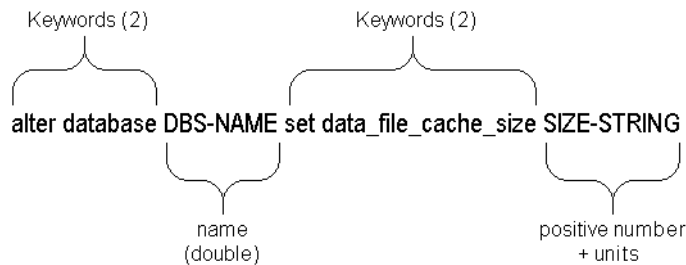 Keywords (2) Keywords (2)
alter database DBS-NAME set data_file_cache_size SIZE-STRING
name
(double)
positive number
+ units